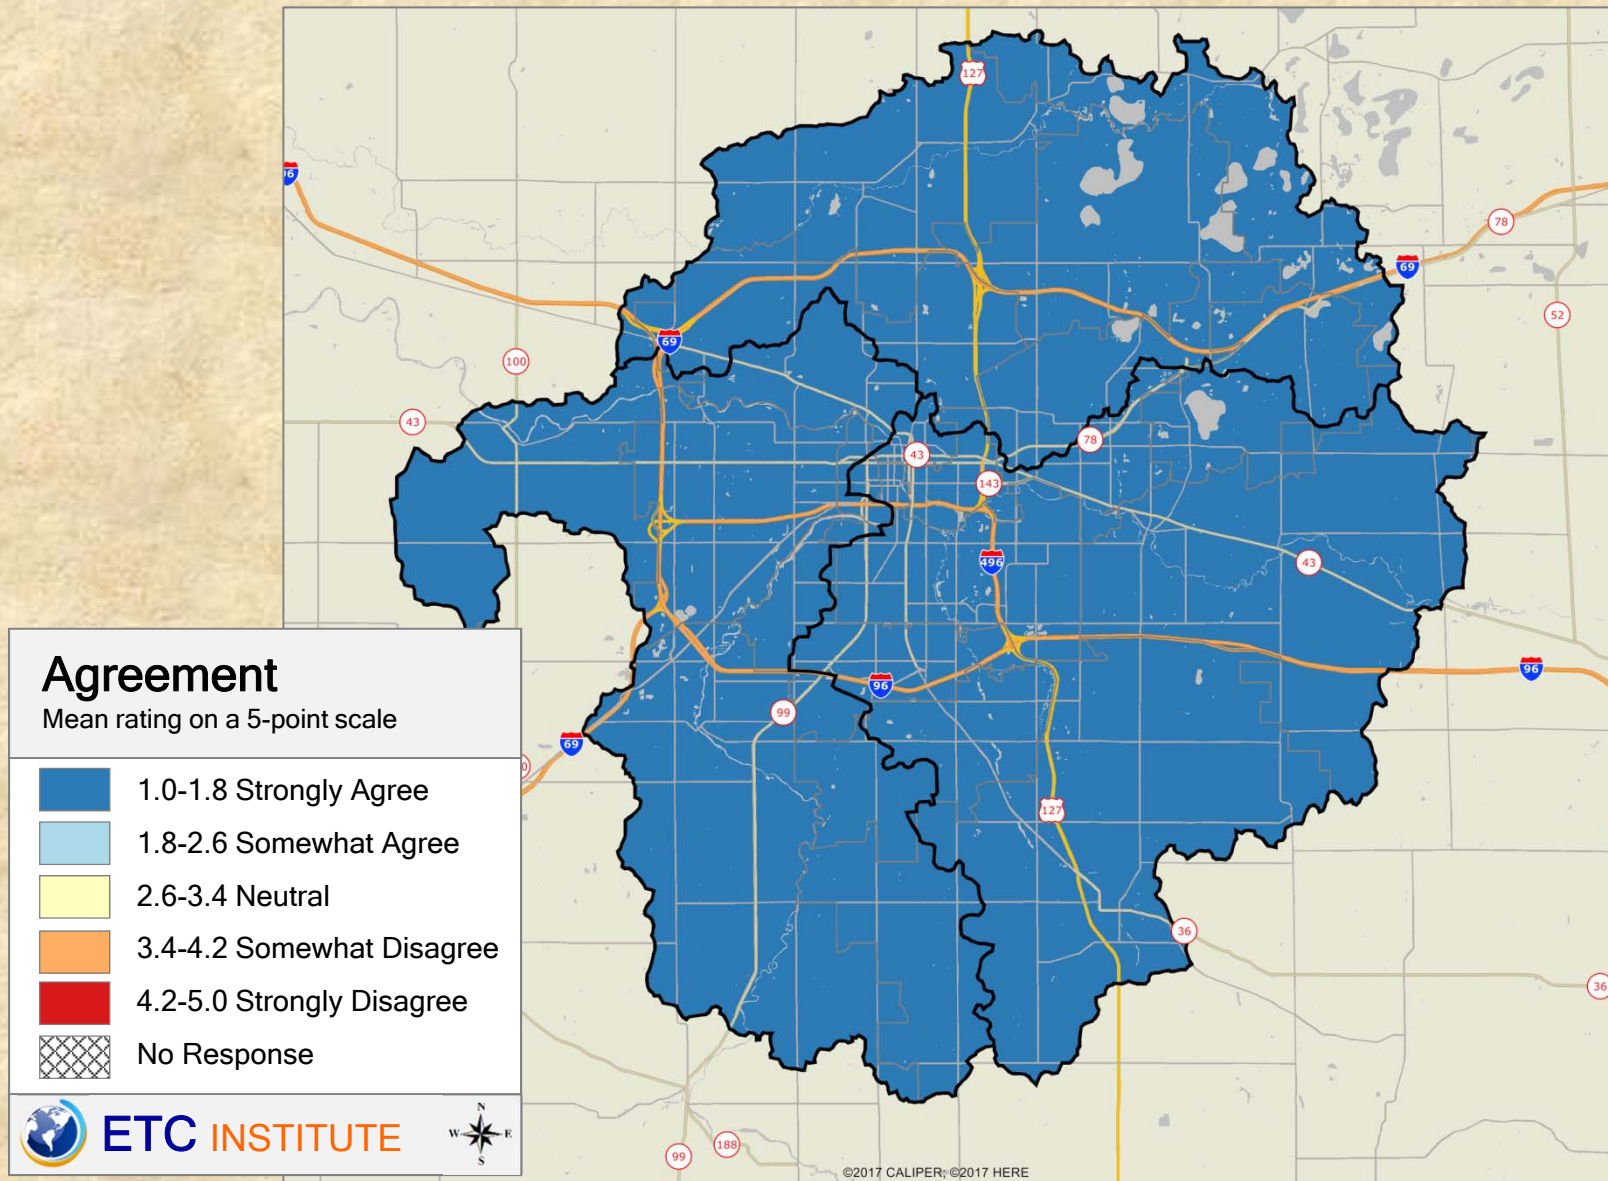 127
96
78
69
52
69
100
43
78
43
143
496
43
96
96
99
69
0
127
36
36
188
99
Agreement
Mean rating on a 5-point scale
1.0-1.8 Strongly Agree
1.8-2.6 Somewhat Agree
2.6-3.4 Neutral
3.4-4.2 Somewhat Disagree
4.2-5.0 Strongly Disagree
No Response
ETC INSTITUTE
N
W E
S
©2017 CALIPER; ©2017 HERE